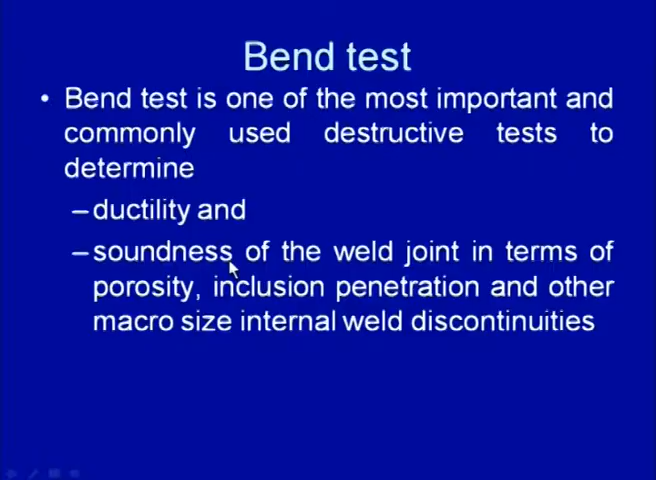 Bend test
• Bend test is one of the most important and
commonly used destructive tests to
determine
– ductility and
– soundness of the weld joint in terms of
porosity, inclusion penetration and other
macro size internal weld discontinuities